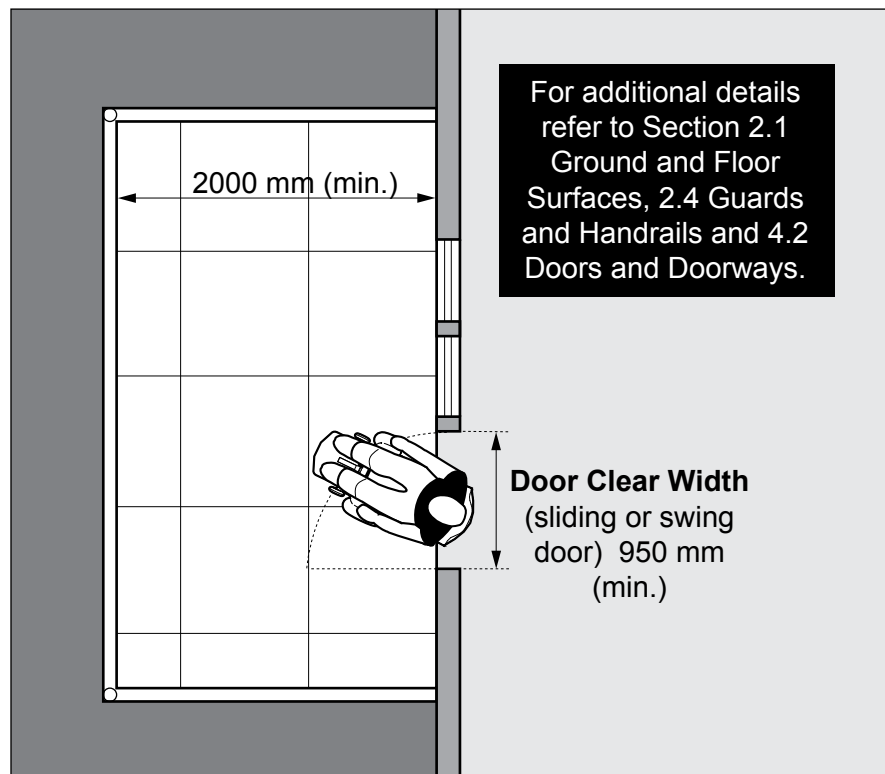 For additional details
refer to Section 2.1
Ground and Floor
Surfaces, 2.4 Guards
and Handrails and 4.2
Doors and Doorways.
2000 mm (min.)
Door Clear Width
(sliding or swing
door)  950 mm
(min.)